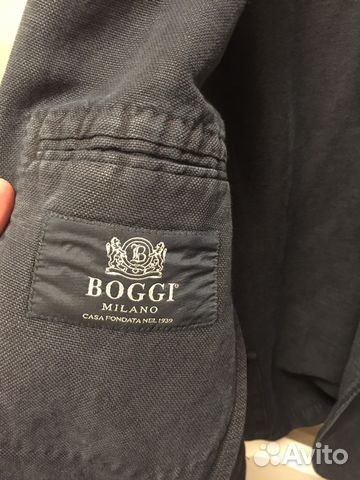 B
BOGGI
MILANO
CASA FONDATA NEL 1939
Avito